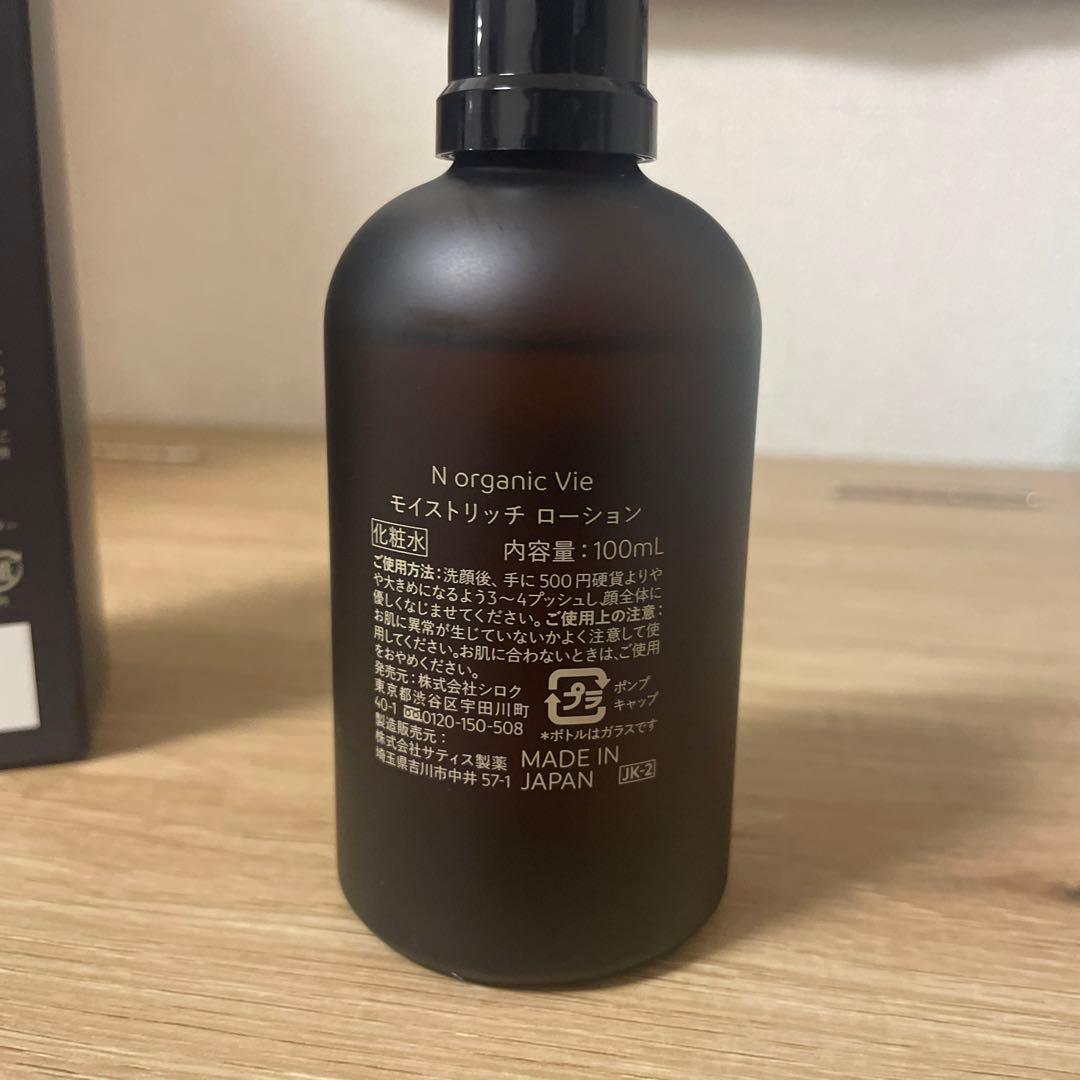 N organic Vie
モイストリッチ ローション
化粧水 内容量：100mL
ご使用方法：洗顔後、手に500円硬貨よりや
や大きめになるよう3〜4プッシュし、顔全体に
優しくなじませてください。ご使用上の注意：
お肌に異常が生じていないかよく注意して使
用してください。お肌に合わないときは、ご使用
をおやめください。
発売元：株式会社シロク
東京都渋谷区宇田川町
40-1 0120-150-508
製造販売元：
株式会社サティス製薬
埼玉県吉川市中井 57-1
プラ
ポンプ
キャップ
*ボトルはガラスです
MADE IN
JAPAN
JK-2